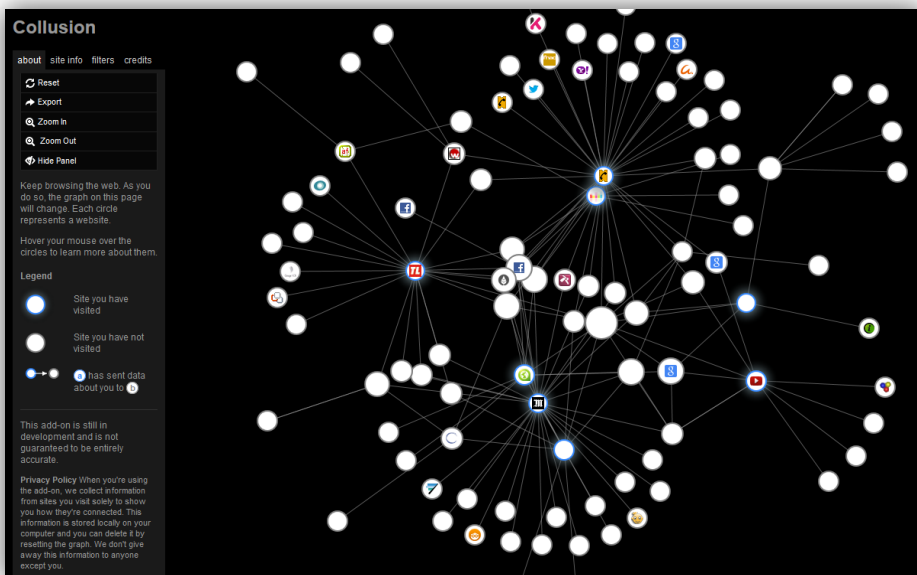 Collusion
about site info filters credits
Reset
Export
Zoom In
Zoom Out
Hide Panel
Keep browsing the web. As you
do so, the graph on this page
will change. Each circle
represents a website.
Hover your mouse over the
circles to learn more about them.
Legend
Site you have
visited
Site you have not
visited
a has sent data
about you to b
This add-on is still in
development and is not
guaranteed to be entirely
accurate.
Privacy Policy When you're using
the add-on, we collect information
from sites you visit solely to show
you how they're connected. This
information is stored locally on your
computer and you can delete it by
resetting the graph. We don't give
away this information to anyone
except you.